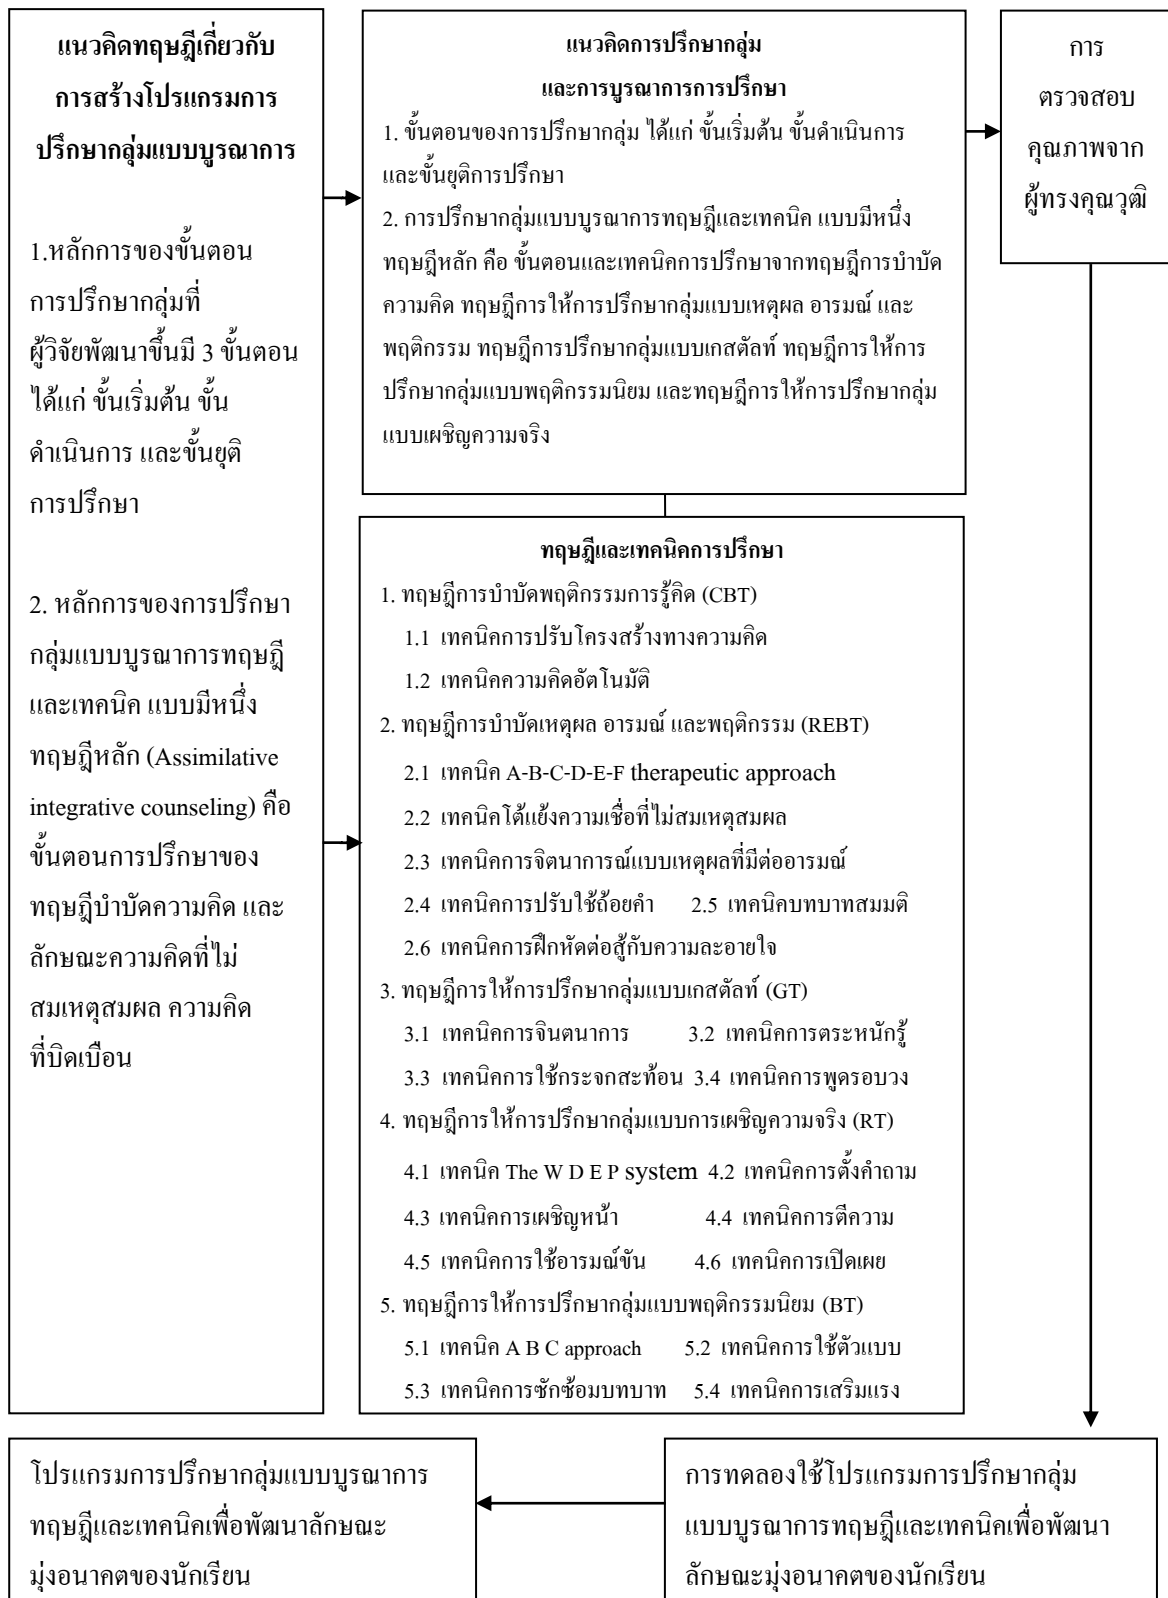 แนวคิดทฤษฎีเกี่ยวกับ
การสร้างโปรแกรมการ
ปรึกษากลุ่มแบบบูรณาการ
1.หลักการของขั้นตอน
การปรึกษากลุ่มที่
ผู้วิจัยพัฒนาขึ้นมี 3 ขั้นตอน
ได้แก่ ขั้นเริ่มต้น ขั้น
ดำเนินการ และขั้นยุติ
การปรึกษา
2. หลักการของการปรึกษา
กลุ่มแบบบูรณาการทฤษฎี
และเทคนิค แบบมีหนึ่ง
ทฤษฎีหลัก (Assimilative
integrative counseling) คือ
ขั้นตอนการปรึกษาของ
ทฤษฎีบำบัดความคิด และ
ลักษณะความคิดที่ไม่
สมเหตุสมผล ความคิด
ที่บิดเบือน
แนวคิดการปรึกษากลุ่ม
และการบูรณาการการปรึกษา
1. ขั้นตอนของการปรึกษากลุ่ม ได้แก่ ขั้นเริ่มต้น ขั้นดำเนินการ
และขั้นยุติการปรึกษา
2. การปรึกษากลุ่มแบบบูรณาการทฤษฎีและเทคนิค แบบมีหนึ่ง
ทฤษฎีหลัก คือ ขั้นตอนและเทคนิคการปรึกษาจากทฤษฎีการบำบัด
ความคิด ทฤษฎีการให้การปรึกษากลุ่มแบบเหตุผล อารมณ์ และ
พฤติกรรม ทฤษฎีการปรึกษากลุ่มแบบเกสตัลท์ ทฤษฎีการให้การ
ปรึกษากลุ่มแบบพฤติกรรมนิยม และทฤษฎีการให้การปรึกษากลุ่ม
แบบเผชิญความจริง
ทฤษฎีและเทคนิคการปรึกษา
1. ทฤษฎีการบำบัดพฤติกรรมการรู้คิด (CBT)
1.1 เทคนิคการปรับโครงสร้างทางความคิด
1.2 เทคนิคความคิดอัตโนมัติ
2. ทฤษฎีการบำบัดเหตุผล อารมณ์ และพฤติกรรม (REBT)
2.1 เทคนิค A-B-C-D-E-F therapeutic approach
2.2 เทคนิคโต้แย้งความเชื่อที่ไม่สมเหตุสมผล
2.3 เทคนิคการจิตนาการณ์แบบเหตุผลที่มีต่ออารมณ์
2.4 เทคนิคการปรับใช้ถ้อยคำ 2.5 เทคนิคบทบาทสมมติ
2.6 เทคนิคการฝึกหัดต่อสู้กับความละอายใจ
3. ทฤษฎีการให้การปรึกษากลุ่มแบบเกสตัลท์ (GT)
3.1 เทคนิคการจินตนาการ 3.2 เทคนิคการตระหนักรู้
3.3 เทคนิคการใช้กระจกสะท้อน 3.4 เทคนิคการพูดรอบวง
4. ทฤษฎีการให้การปรึกษากลุ่มแบบการเผชิญความจริง (RT)
4.1 เทคนิค The W D E P system 4.2 เทคนิคการตั้งคำถาม
4.3 เทคนิคการเผชิญหน้า 4.4 เทคนิคการตีความ
4.5 เทคนิคการใช้อารมณ์ขัน 4.6 เทคนิคการเปิดเผย
5. ทฤษฎีการให้การปรึกษากลุ่มแบบพฤติกรรมนิยม (BT)
5.1 เทคนิค A B C approach 5.2 เทคนิคการใช้ตัวแบบ
5.3 เทคนิคการซักซ้อมบทบาท 5.4 เทคนิคการเสริมแรง
การ
ตรวจสอบ
คุณภาพจาก
ผู้ทรงคุณวุฒิ
การทดลองใช้โปรแกรมการปรึกษากลุ่ม
แบบบูรณาการทฤษฎีและเทคนิคเพื่อพัฒนา
ลักษณะมุ่งอนาคตของนักเรียน
โปรแกรมการปรึกษากลุ่มแบบบูรณาการ
ทฤษฎีและเทคนิคเพื่อพัฒนาลักษณะ
มุ่งอนาคตของนักเรียน